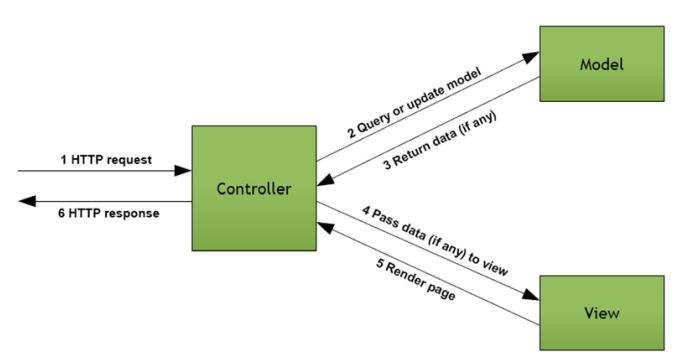 Model
2 Query or update model
3 Return data (if any)
1 HTTP request
Controller
6 HTTP response
4 Pass data (if any) to view
5 Render page
View